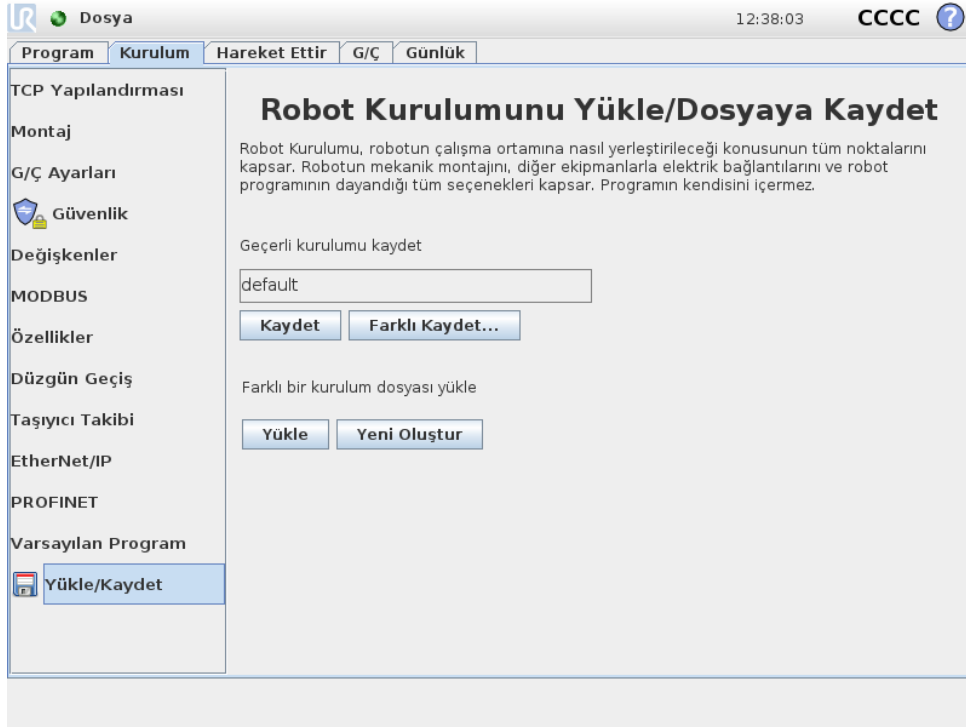 UR Dosya 12:38:03 CCCC ?
Program Kurulum Hareket Ettir G/Ç Günlük
TCP Yapılandırması
Montaj
G/Ç Ayarları
Güvenlik
Değişkenler
MODBUS
Özellikler
Düzgün Geçiş
Taşıyıcı Takibi
EtherNet/IP
PROFINET
Varsayılan Program
Yükle/Kaydet
Robot Kurulumunu Yükle/Dosyaya Kaydet
Robot Kurulumu, robotun çalışma ortamına nasıl yerleştirileceği konusunun tüm noktalarını
kapsar. Robotun mekanik montajını, diğer ekipmanlarla elektrik bağlantılarını ve robot
programının dayandığı tüm seçenekleri kapsar. Programın kendisini içermez.
Geçerli kurulumu kaydet
default
Kaydet Farklı Kaydet...
Farklı bir kurulum dosyası yükle
Yükle Yeni Oluştur